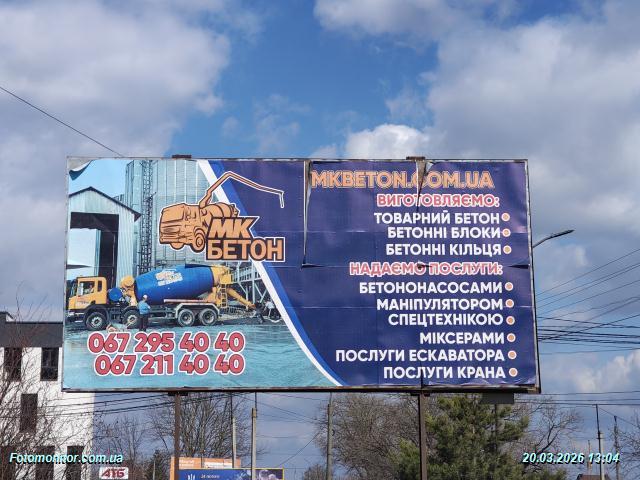 MKBETON.COM.UA
ВИГОТОВЛЯЄМО:
ТОВАРНИЙ БЕТОН
БЕТОННІ БЛОКИ
БЕТОННІ КІЛЬЦЯ
НАДАЄМО ПОСЛУГИ:
БЕТОНОНАСОСАМИ
МАНІПУЛЯТОРОМ
СПЕЦТЕХНІКОЮ
МІКСЕРАМИ
ПОСЛУГИ ЕСКАВАТОРА
ПОСЛУГИ КРАНА
МК
БЕТОН
067 295 40 40
067 211 40 40
АТБ
Fotomonitor.com.ua
20.03.2026 13:04